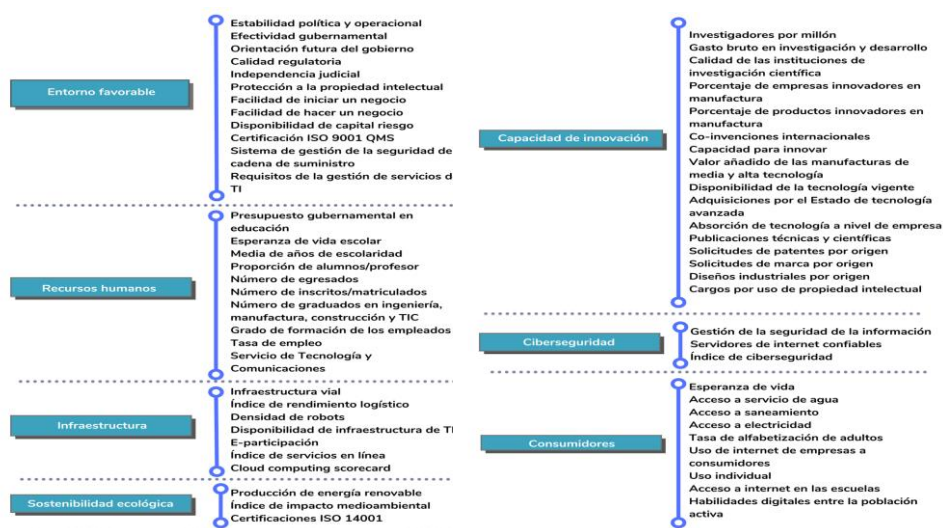 Entorno favorable
Estabilidad política y operacional
Efectividad gubernamental
Orientación futura del gobierno
Calidad regulatoria
Independencia judicial
Protección a la propiedad intelectual
Facilidad de iniciar un negocio
Facilidad de hacer un negocio
Disponibilidad de capital riesgo
Certificación ISO 9001 QMS
Sistema de gestión de la seguridad de
cadena de suministro
Requisitos de la gestión de servicios d
TI
Recursos humanos
Presupuesto gubernamental en
educación
Esperanza de vida escolar
Media de años de escolaridad
Proporción de alumnos/profesor
Número de egresados
Número de inscritos/matriculados
Número de graduados en ingeniería,
manufactura, construcción y TIC
Grado de formación de los empleados
Tasa de empleo
Servicio de Tecnología y
Comunicaciones
Infraestructura
Infraestructura vial
Índice de rendimiento logístico
Densidad de robots
Disponibilidad de infraestructura de TI
E-participación
Índice de servicios en línea
Cloud computing scorecard
Sostenibilidad ecológica
Producción de energía renovable
Índice de impacto medioambiental
Certificaciones ISO 14001
Capacidad de innovación
Investigadores por millón
Gasto bruto en investigación y desarrollo
Calidad de las instituciones de
investigación científica
Porcentaje de empresas innovadores en
manufactura
Porcentaje de productos innovadores en
manufactura
Co-invenciones internacionales
Capacidad para innovar
Valor añadido de las manufacturas de
media y alta tecnología
Disponibilidad de la tecnología vigente
Adquisiciones por el Estado de tecnología
avanzada
Absorción de tecnología a nivel de empresa
Publicaciones técnicas y científicas
Solicitudes de patentes por origen
Solicitudes de marca por origen
Diseños industriales por origen
Cargos por uso de propiedad intelectual
Ciberseguridad
Gestión de la seguridad de la información
Servidores de internet confiables
Índice de ciberseguridad
Consumidores
Esperanza de vida
Acceso a servicio de agua
Acceso a saneamiento
Acceso a electricidad
Tasa de alfabetización de adultos
Uso de internet de empresas a
consumidores
Uso individual
Acceso a internet en las escuelas
Habilidades digitales entre la población
activa